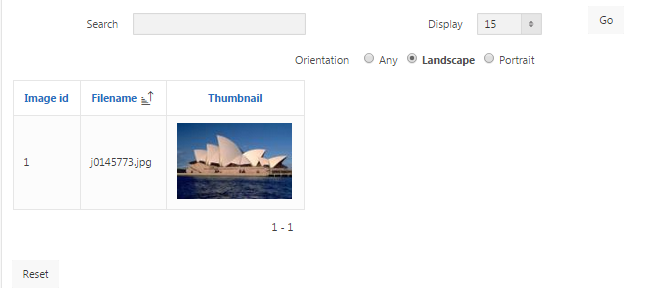 Search Display 15 Go
Orientation Any Landscape Portrait
Image id Filename Thumbnail
1 j0145773.jpg
1 - 1
Reset